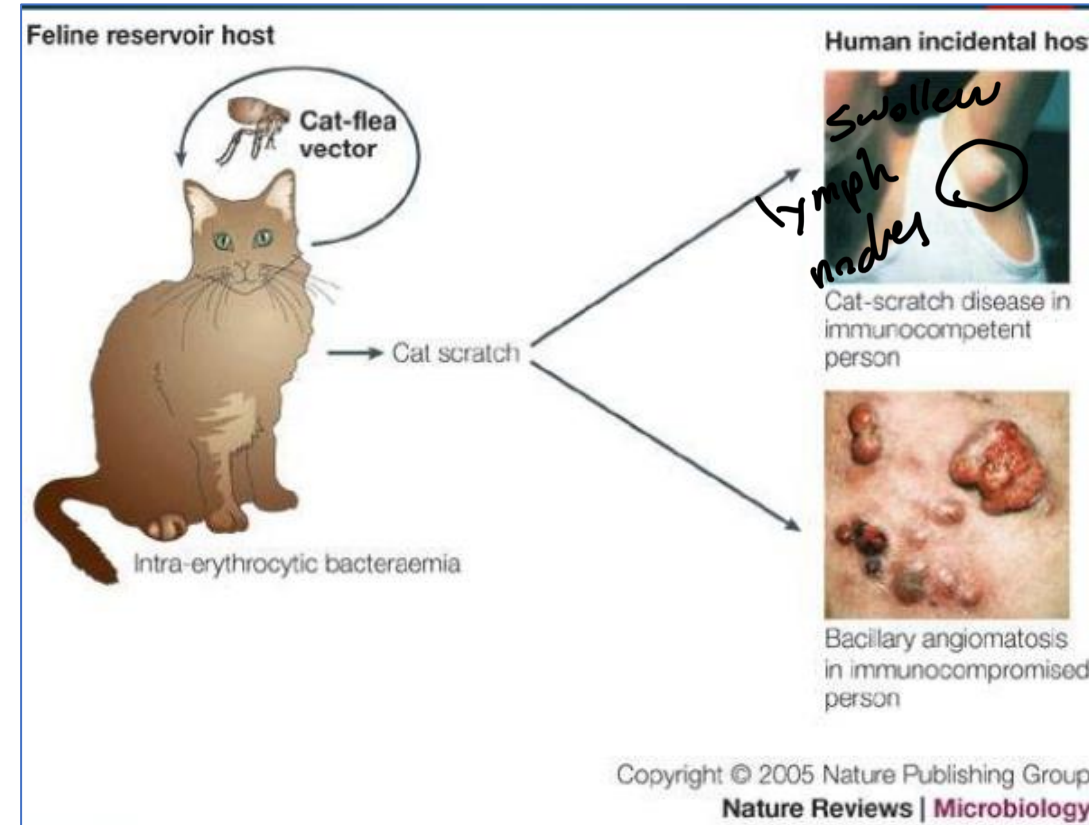 Feline reservoir host
Cat-flea
vector
Cat scratch
Intra-erythrocytic bacteraemia
Human incidental hos
Swollen
lymph
nodes
Cat-scratch disease in
immunocompetent
person
Bacillary angiomatosis
in immunocompromised
person
Copyright © 2005 Nature Publishing Group
Nature Reviews | Microbiology